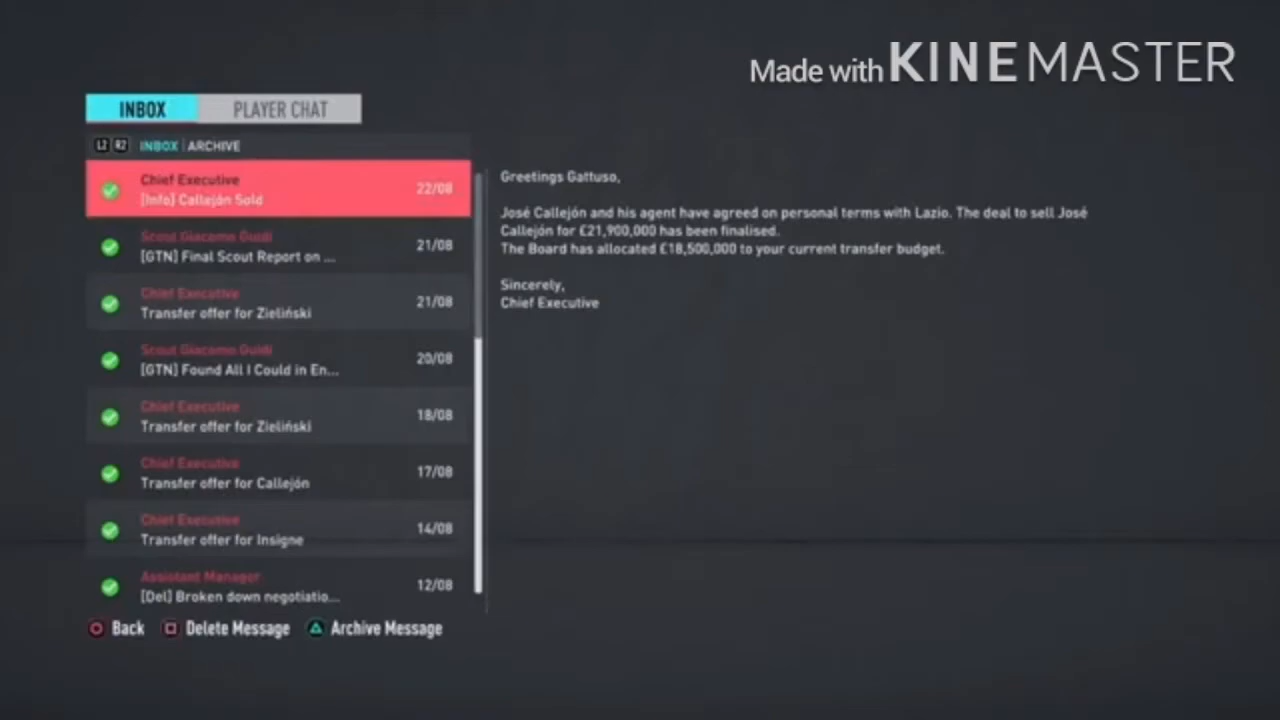 Made with KINEMASTER
INBOX PLAYER CHAT
L2 R2 INBOX | ARCHIVE
Chief Executive 22/08
[Info] Callejón Sold
Scout Giacomo Guidi 21/08
[GTN] Final Scout Report on ...
Chief Executive 21/08
Transfer offer for Zieliński
Scout Giacomo Guidi 20/08
[GTN] Found All I Could in En...
Chief Executive 18/08
Transfer offer for Zieliński
Chief Executive 17/08
Transfer offer for Callejón
Chief Executive 14/08
Transfer offer for Insigne
Assistant Manager 12/08
[Del] Broken down negotiatio...
Greetings Gattuso,
José Callejón and his agent have agreed on personal terms with Lazio. The deal to sell José
Callejón for £21,900,000 has been finalised.
The Board has allocated £18,500,000 to your current transfer budget.
Sincerely,
Chief Executive
Back Delete Message Archive Message